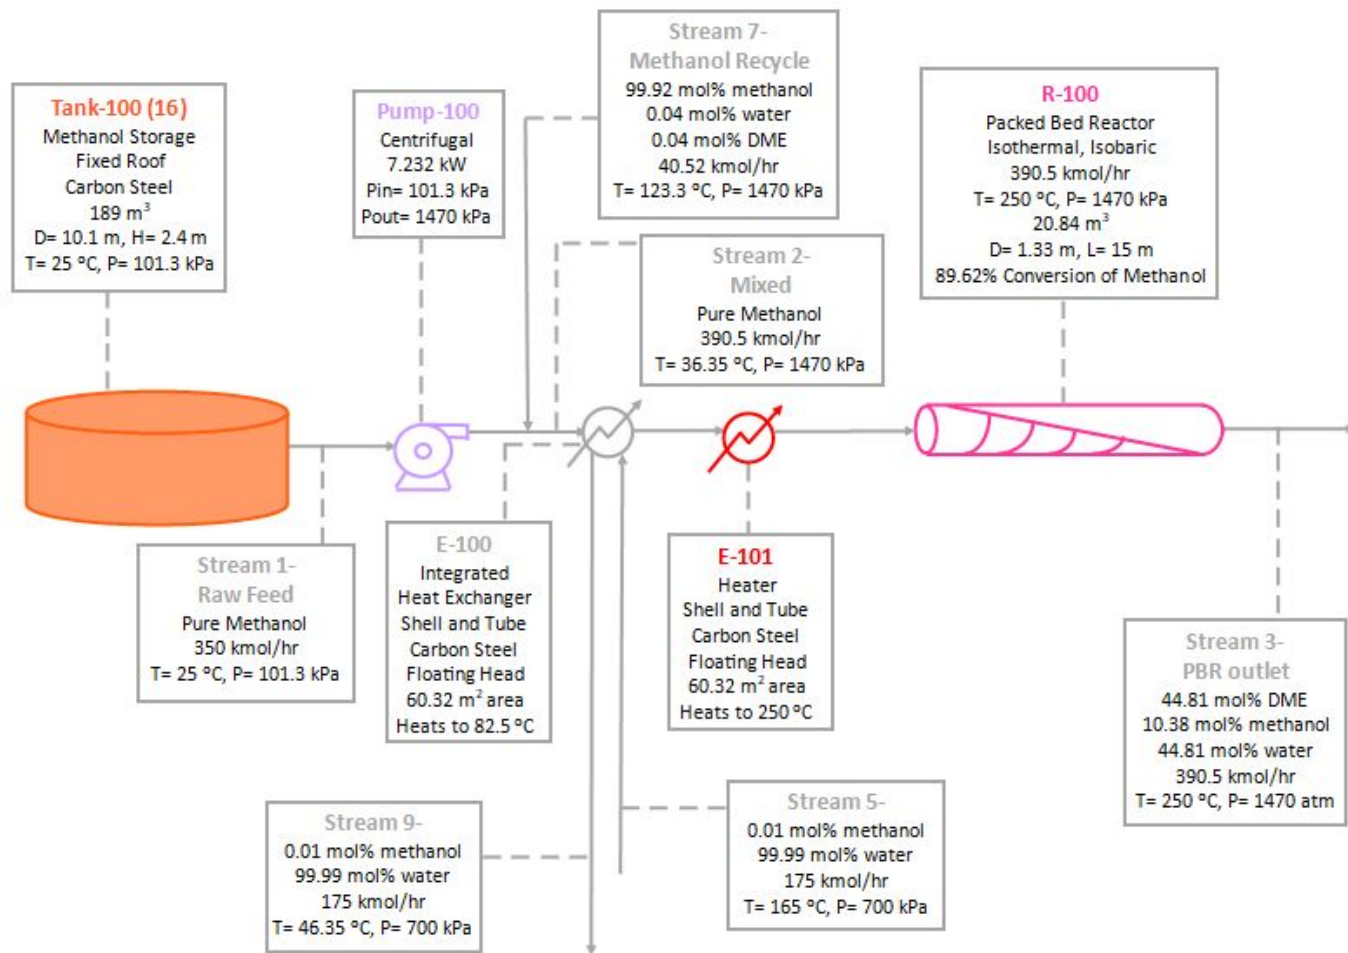 Stream 7-
Methanol Recycle
99.92 mol% methanol
0.04 mol% water
0.04 mol% DME
40.52 kmol/hr
T= 123.3 ºC, P= 1470 kPa
Tank-100 (16)
Methanol Storage
Fixed Roof
Carbon Steel
189 m³
D= 10.1 m, H= 2.4 m
T= 25 ºC, P= 101.3 kPa
Pump-100
Centrifugal
7.232 kW
Pin= 101.3 kPa
Pout= 1470 kPa
R-100
Packed Bed Reactor
Isothermal, Isobaric
390.5 kmol/hr
T= 250 ºC, P= 1470 kPa
20.84 m³
D= 1.33 m, L= 15 m
89.62% Conversion of Methanol
Stream 2-
Mixed
Pure Methanol
390.5 kmol/hr
T= 36.35 ºC, P= 1470 kPa
Stream 1-
Raw Feed
Pure Methanol
350 kmol/hr
T= 25 ºC, P= 101.3 kPa
E-100
Integrated
Heat Exchanger
Shell and Tube
Carbon Steel
Floating Head
60.32 m² area
Heats to 82.5 ºC
E-101
Heater
Shell and Tube
Carbon Steel
Floating Head
60.32 m² area
Heats to 250 ºC
Stream 3-
PBR outlet
44.81 mol% DME
10.38 mol% methanol
44.81 mol% water
390.5 kmol/hr
T= 250 ºC, P= 1470 atm
Stream 9-
0.01 mol% methanol
99.99 mol% water
175 kmol/hr
T= 46.35 ºC, P= 700 kPa
Stream 5-
0.01 mol% methanol
99.99 mol% water
175 kmol/hr
T= 165 ºC, P= 700 kPa